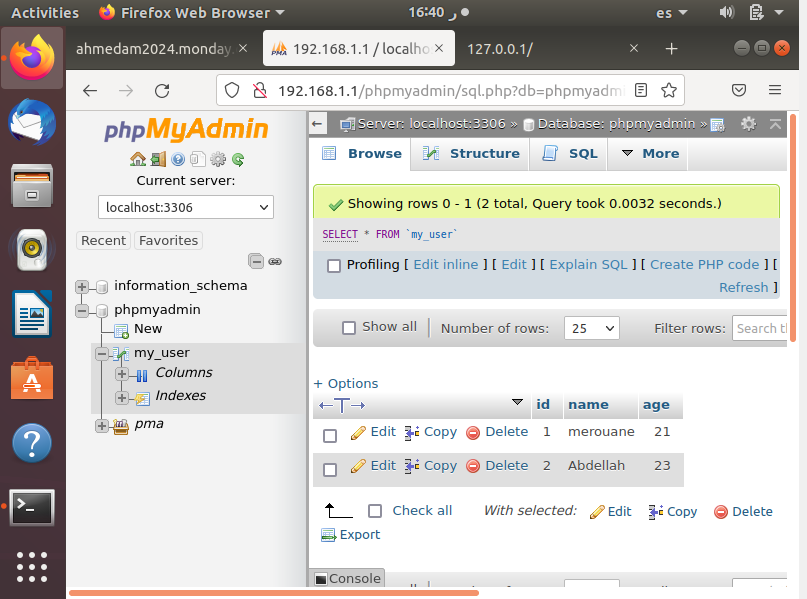 Activities Firefox Web Browser 16:40 ر es
ahmedam2024.monday. 192.168.1.1 / localho 127.0.0.1/
192.168.1.1/phpmyadmin/sql.php?db=phpmyadm
phpMyAdmin
Current server:
localhost:3306
Recent Favorites
information_schema
phpmyadmin
New
my_user
Columns
Indexes
pma
Server: localhost:3306 » Database: phpmyadmin »
Browse Structure SQL More
Showing rows 0 - 1 (2 total, Query took 0.0032 seconds.)
SELECT * FROM `my_user`
Profiling [ Edit inline ] [ Edit ] [ Explain SQL ] [ Create PHP code ] [
Refresh ]
Show all Number of rows: 25 Filter rows: Search t
+ Options
id name age
Edit Copy Delete 1 merouane 21
Edit Copy Delete 2 Abdellah 23
Check all With selected: Edit Copy Delete
Export
Console